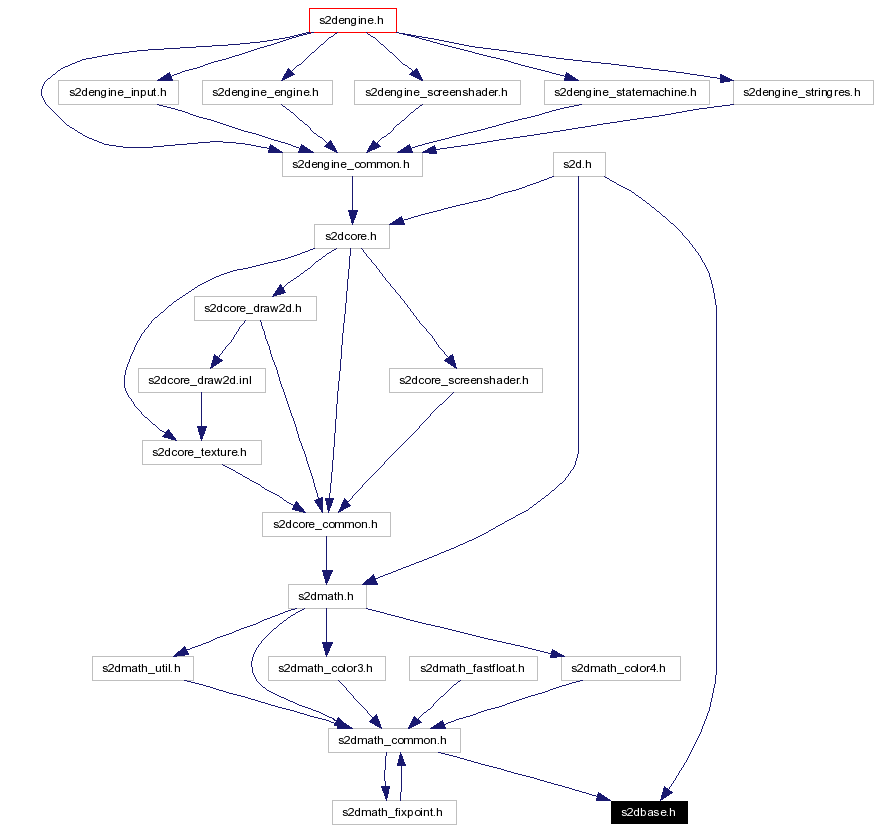 s2dengine.h
s2dengine_input.h
s2dengine_engine.h
s2dengine_screenshader.h
s2dengine_statemachine.h
s2dengine_stringres.h
s2dengine_common.h
s2d.h
s2dcore.h
s2dcore_draw2d.h
s2dcore_draw2d.inl
s2dcore_screenshader.h
s2dcore_texture.h
s2dcore_common.h
s2dmath.h
s2dmath_util.h
s2dmath_color3.h
s2dmath_fastfloat.h
s2dmath_color4.h
s2dmath_common.h
s2dmath_fixpoint.h
s2dbase.h